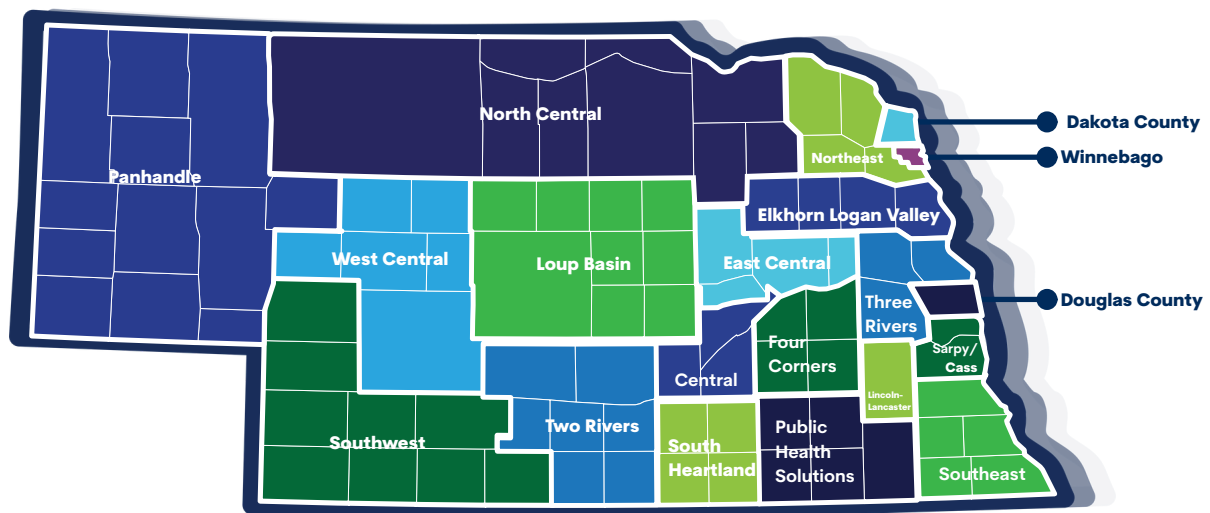 Dakota County
North Central
Winnebago
Northeast
Panhandle
Elkhorn Logan Valley
West Central
Loup Basin
East Central
Douglas County
Three
Rivers
Four
Corners
Sarpy/
Cass
Central
Lincoln-
Lancaster
Southwest
Two Rivers
South
Heartland
Public
Health
Solutions
Southeast